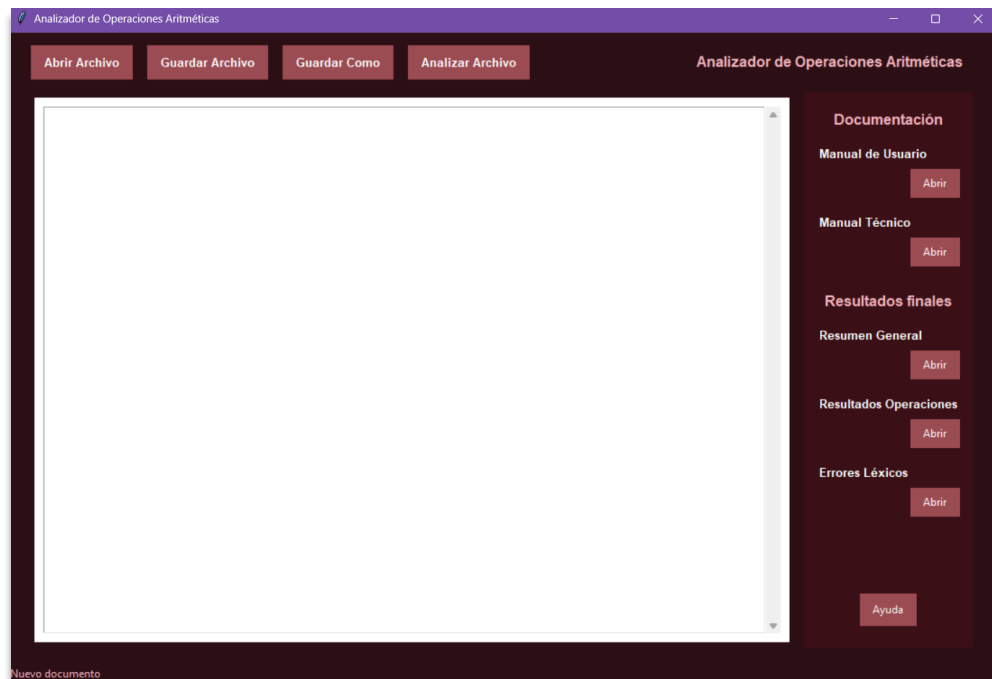 Analizador de Operaciones Aritméticas
Abrir Archivo
Guardar Archivo
Guardar Como
Analizar Archivo
Analizador de Operaciones Aritméticas
Documentación
Manual de Usuario
Abrir
Manual Técnico
Abrir
Resultados finales
Resumen General
Abrir
Resultados Operaciones
Abrir
Errores Léxicos
Abrir
Ayuda
Nuevo documento